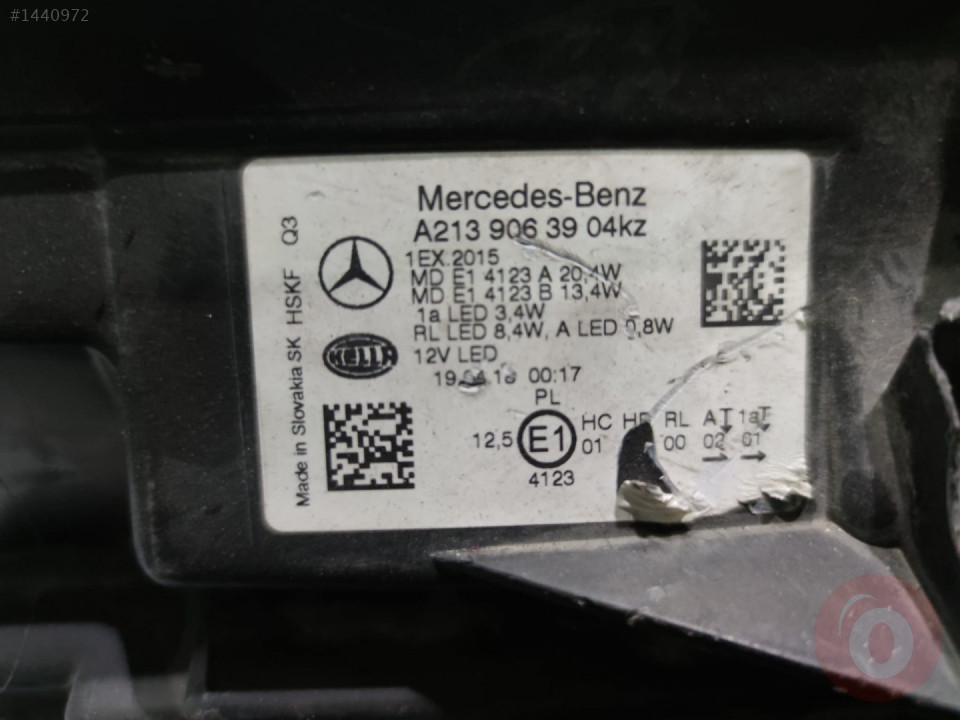 #1440972
Mercedes-Benz
A213 906 39 04kz
1EX.2015
MD E1 4123 A 20,4W
MD E1 4123 B 13,4W
1a LED 3,4W
RL LED 8,4W, A LED 0,8W
12V LED
00:17
PL
HC RL A 1a
12,5 E1 01 00 02 01
4123
HELLA
Made in Slovakia SK HSKF Q3